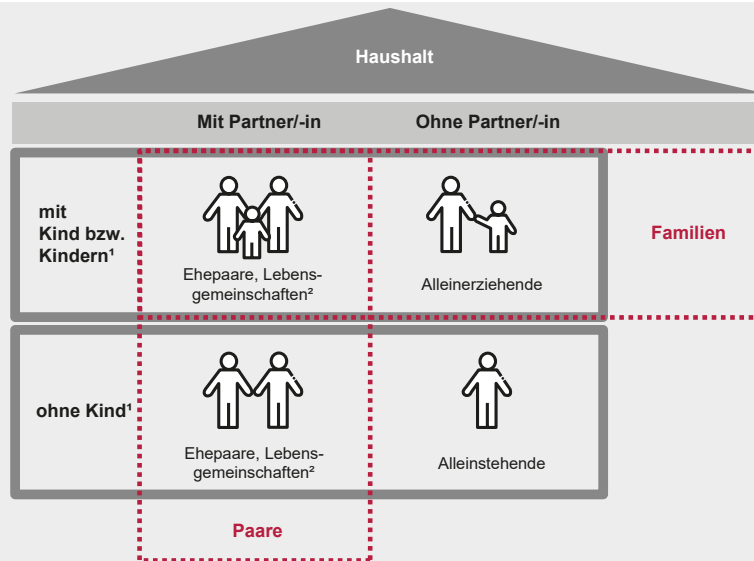 Haushalt
Mit Partner/-in
Ohne Partner/-in
mit
Kind bzw.
Kindern¹
Ehepaare, Lebens-
gemeinschaften²
Alleinerziehende
Familien
ohne Kind¹
Ehepaare, Lebens-
gemeinschaften²
Alleinstehende
Paare